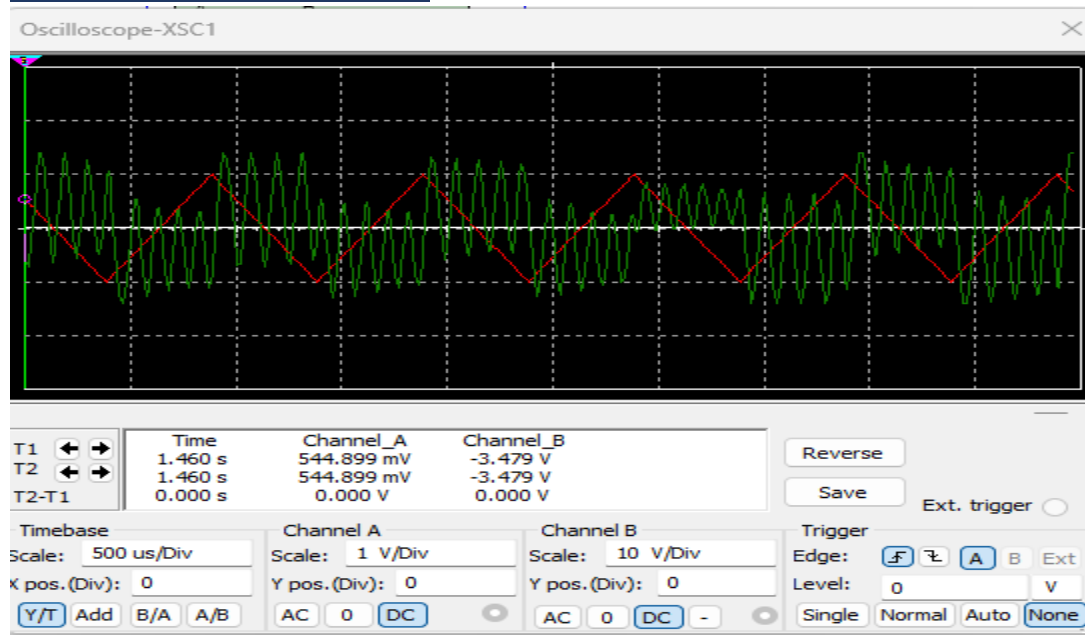 Oscilloscope-XSC1
T1
T2
T2-T1
Time Channel_A Channel_B
1.460 s 544.899 mV -3.479 V
1.460 s 544.899 mV -3.479 V
0.000 s 0.000 V 0.000 V
Reverse
Save
Ext. trigger
Timebase
Scale: 500 us/Div
X pos.(Div): 0
Y/T Add B/A A/B
Channel A
Scale: 1 V/Div
Y pos.(Div): 0
AC 0 DC
Channel B
Scale: 10 V/Div
Y pos.(Div): 0
AC 0 DC -
Trigger
Edge: A B Ext
Level: 0 V
Single Normal Auto None